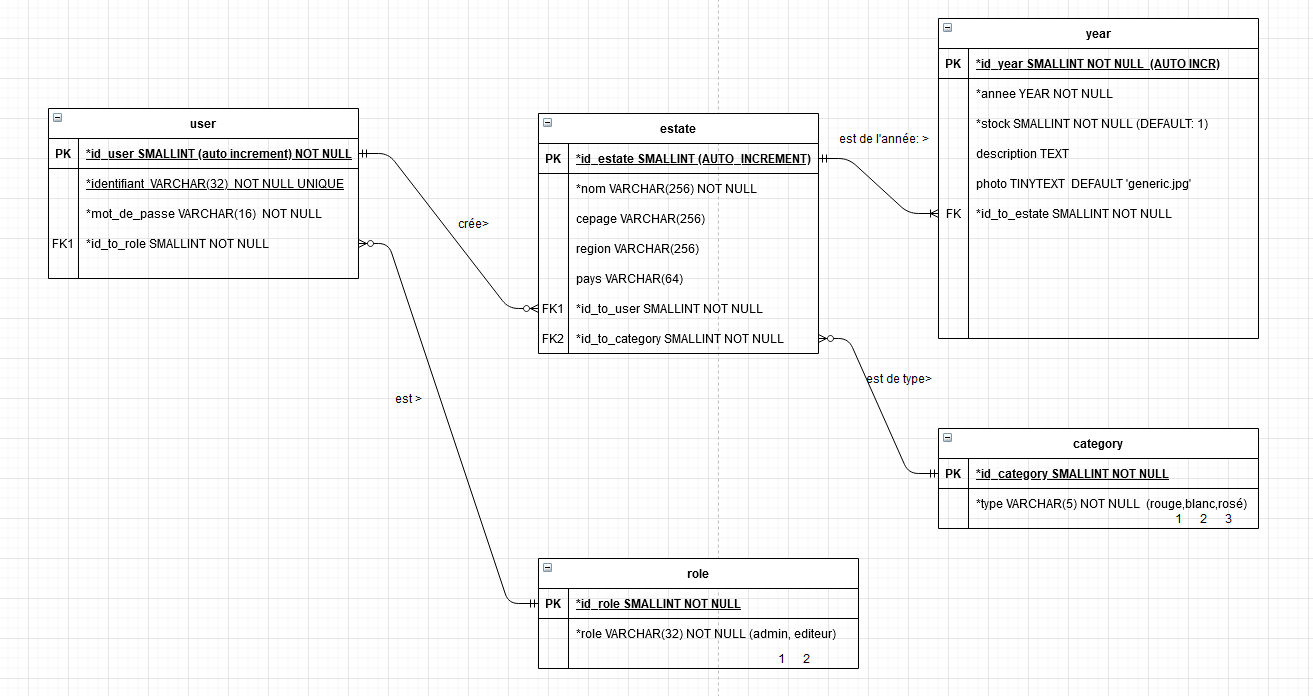 user
PK *id_user SMALLINT (auto increment) NOT NULL
*identifiant VARCHAR(32) NOT NULL UNIQUE
*mot_de_passe VARCHAR(16) NOT NULL
FK1 *id_to_role SMALLINT NOT NULL
crée>
est >
estate
PK *id_estate SMALLINT (AUTO_INCREMENT)
*nom VARCHAR(256) NOT NULL
cepage VARCHAR(256)
region VARCHAR(256)
pays VARCHAR(64)
FK1 *id_to_user SMALLINT NOT NULL
FK2 *id_to_category SMALLINT NOT NULL
est de l'année: >
est de type>
year
PK *id_year SMALLINT NOT NULL (AUTO INCR)
*annee YEAR NOT NULL
*stock SMALLINT NOT NULL (DEFAULT: 1)
description TEXT
photo TINYTEXT DEFAULT 'generic.jpg'
FK *id_to_estate SMALLINT NOT NULL
category
PK *id_category SMALLINT NOT NULL
*type VARCHAR(5) NOT NULL (rouge,blanc,rosé)
1 2 3
role
PK *id_role SMALLINT NOT NULL
*role VARCHAR(32) NOT NULL (admin, editeur)
1 2